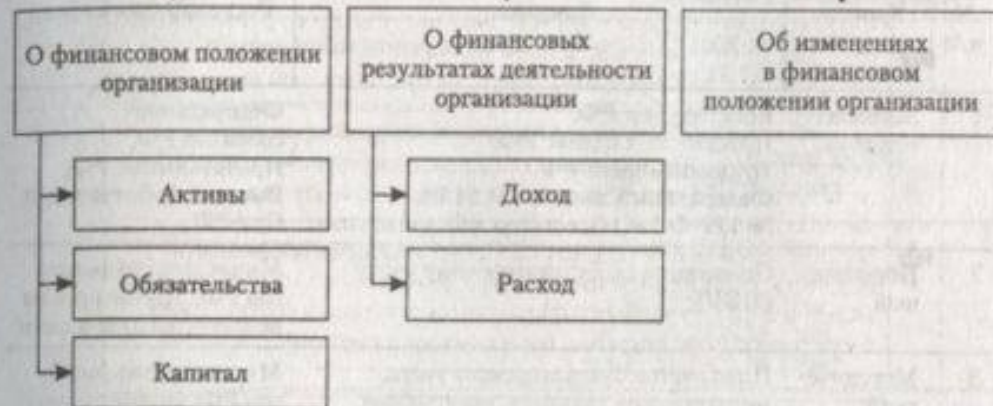 О финансовом положении
организации
О финансовых
результатах деятельности
организации
Об изменениях
в финансовом
положении организации
Активы
Доход
Обязательства
Расход
Капитал